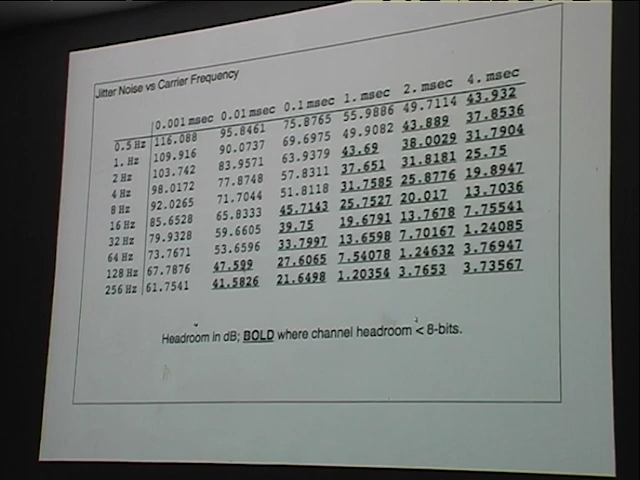 Jitter Noise vs Carrier Frequency
0.001 msec 0.01 msec 0.1 msec 1. msec 2. msec 4. msec
0.5 Hz 116.088 95.8461 75.8765 55.9886 49.7114 43.932
1. Hz 109.916 90.0737 69.6975 49.9082 43.889 37.8536
2 Hz 103.742 83.9571 63.9379 43.69 38.0029 31.7904
4 Hz 98.0172 77.8748 57.8311 37.651 31.8181 25.75
8 Hz 92.0265 71.7044 51.8118 31.7585 25.8776 19.8947
16 Hz 85.6528 65.8333 45.7143 25.7527 20.017 13.7036
32 Hz 79.9328 59.6605 39.75 19.6791 13.7678 7.75541
64 Hz 73.7671 53.6596 33.7997 13.6598 7.70167 1.24085
128 Hz 67.7876 47.599 27.6065 7.54078 1.24632 3.76947
256 Hz 61.7541 41.5826 21.6498 1.20354 3.7653 3.73567
Headroom in dB; BOLD where channel headroom < 8-bits.